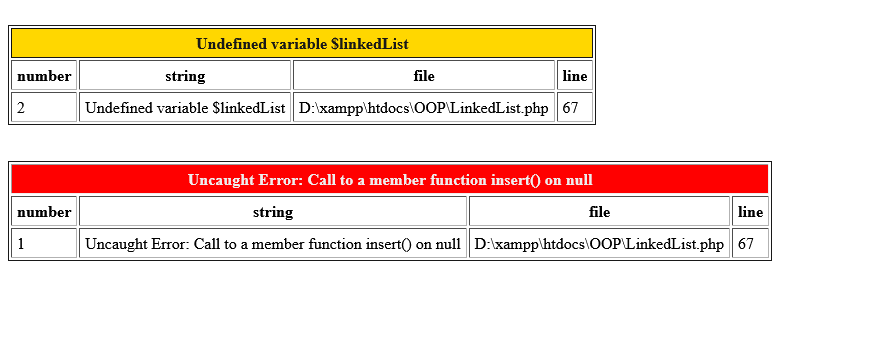 Undefined variable $linkedList
number string file line
2 Undefined variable $linkedList D:\xampp\htdocs\OOP\LinkedList.php 67
Uncaught Error: Call to a member function insert() on null
number string file line
1 Uncaught Error: Call to a member function insert() on null D:\xampp\htdocs\OOP\LinkedList.php 67